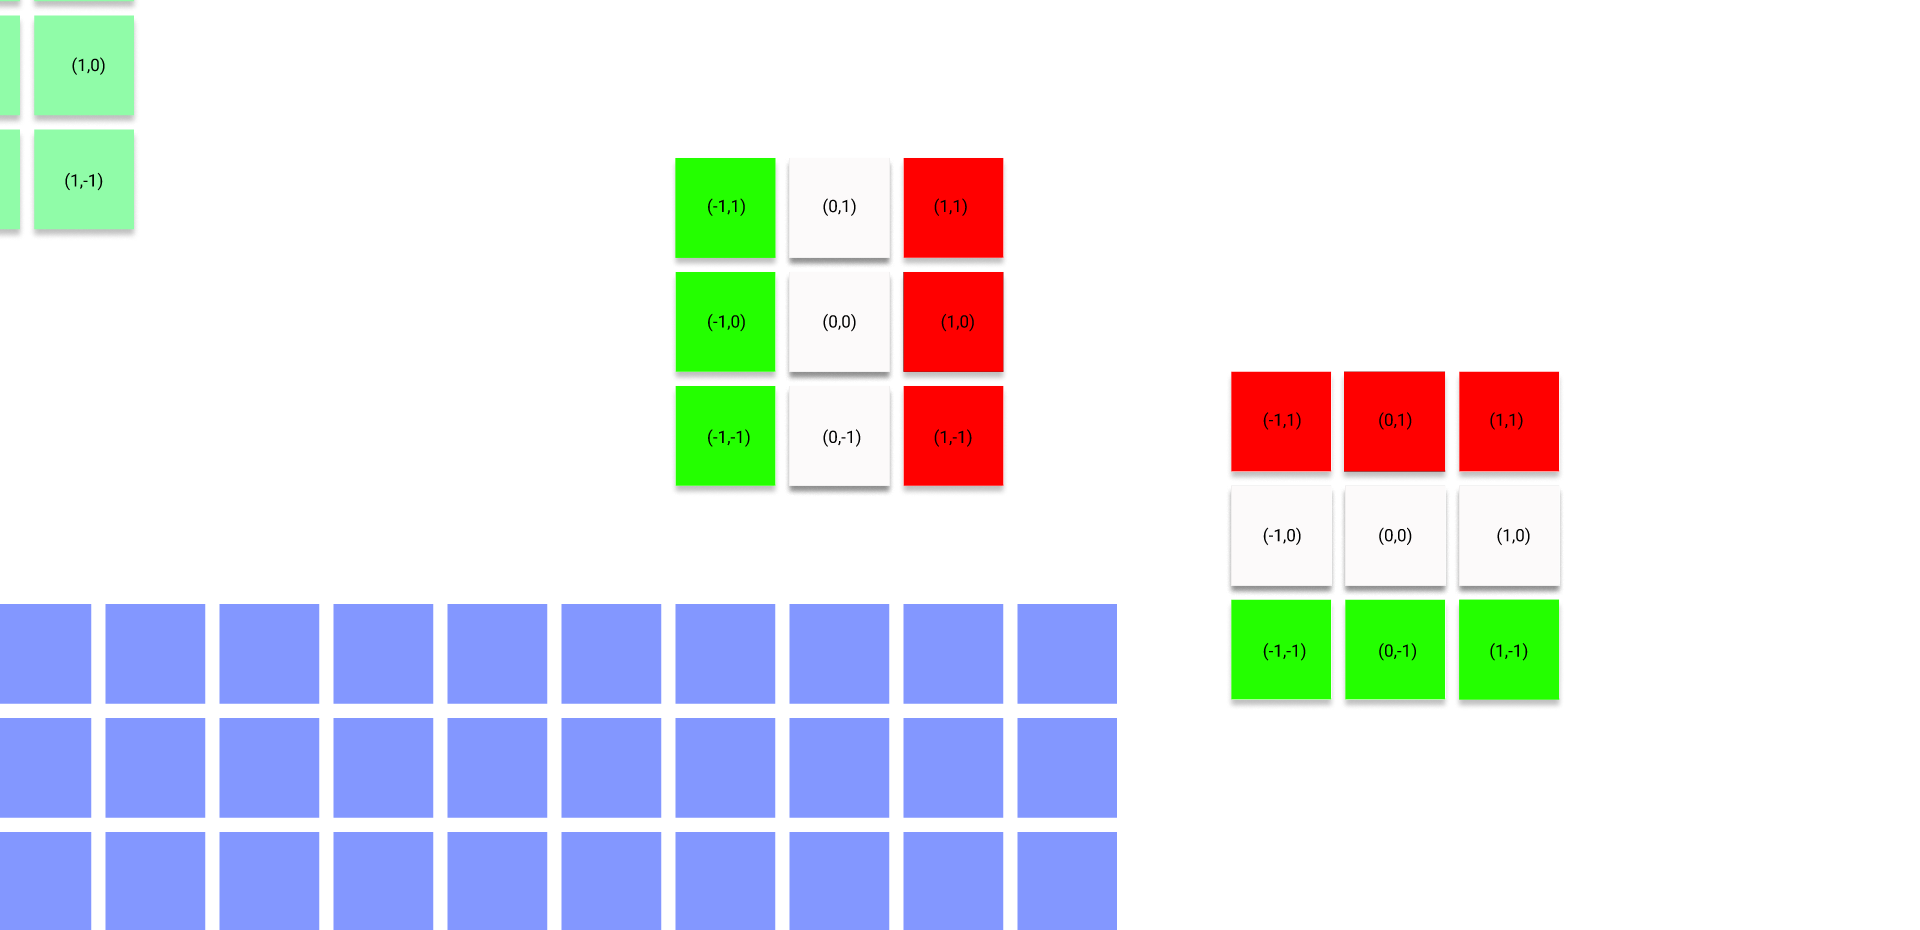 (1,0)
(1,-1)
(-1,1) (0,1) (1,1)
(-1,0) (0,0) (1,0)
(-1,-1) (0,-1) (1,-1)
(-1,1) (0,1) (1,1)
(-1,0) (0,0) (1,0)
(-1,-1) (0,-1) (1,-1)